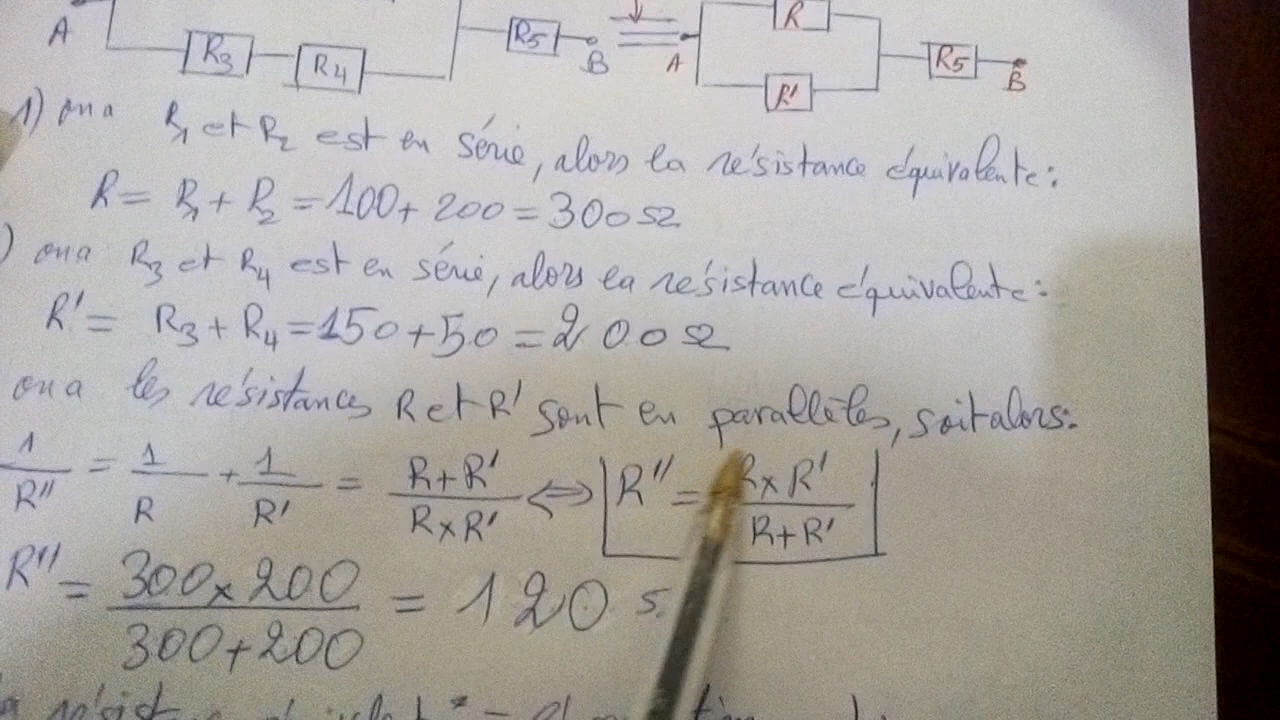 A R3 R4 R5 B A R R' R5 B
1) on a R1 et R2 est en série, alors la résistance équivalente:
R = R1 + R2 = 100 + 200 = 300 Ω
) on a R3 et R4 est en série, alors la résistance équivalente:
R' = R3 + R4 = 150 + 50 = 200 Ω
on a les résistances R et R' sont en parallèles, soit alors:
1/R'' = 1/R + 1/R' = (R+R')/(R×R') ⟺ R'' = (R×R')/(R+R')
R'' = (300×200)/(300+200) = 120